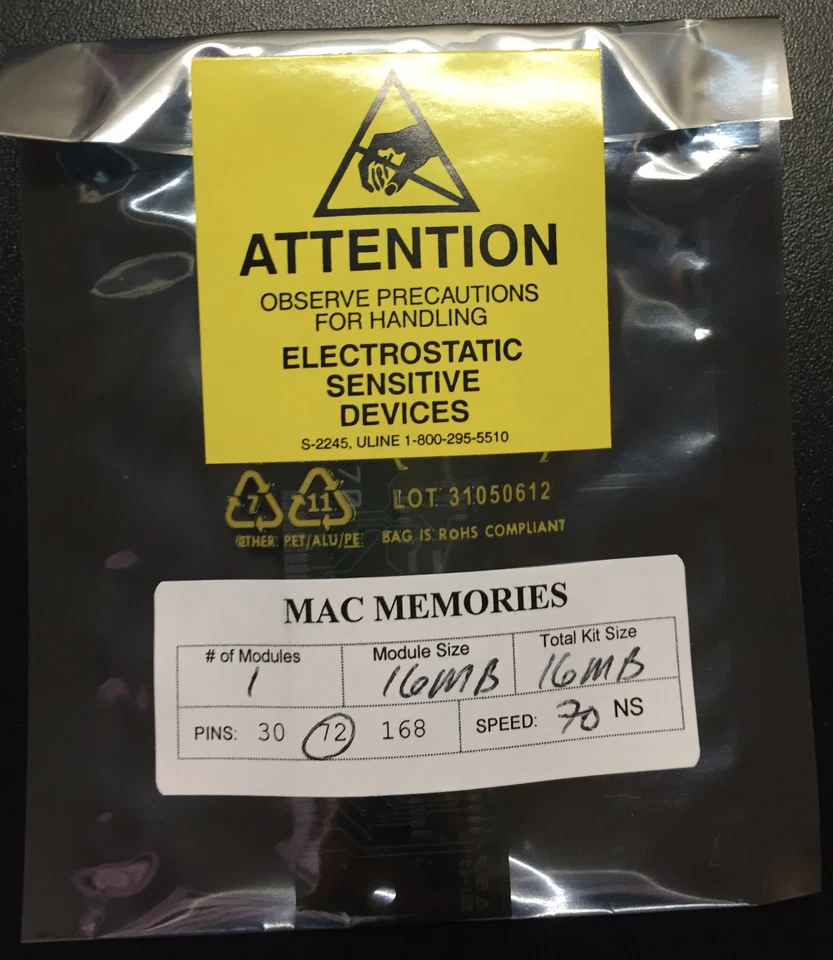 ATTENTION
OBSERVE PRECAUTIONS
FOR HANDLING
ELECTROSTATIC
SENSITIVE
DEVICES
S-2245, ULINE 1-800-295-5510
7 11 LOT 31050612
OTHER PET/ALU/PE BAG IS RoHS COMPLIANT
MAC MEMORIES
# of Modules Module Size Total Kit Size
1 16MB 16MB
PINS: 30 72 168 SPEED: 70 NS